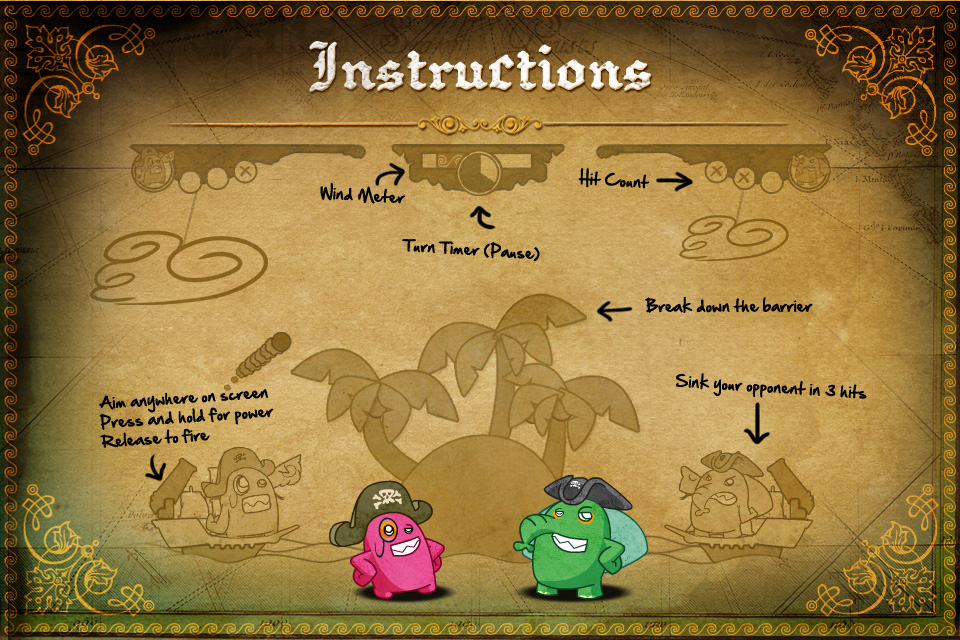 Instructions
Wind Meter
Hit Count
Turn Timer (Pause)
Break down the barrier
Sink your opponent in 3 hits
Aim anywhere on screen
Press and hold for power
Release to fire